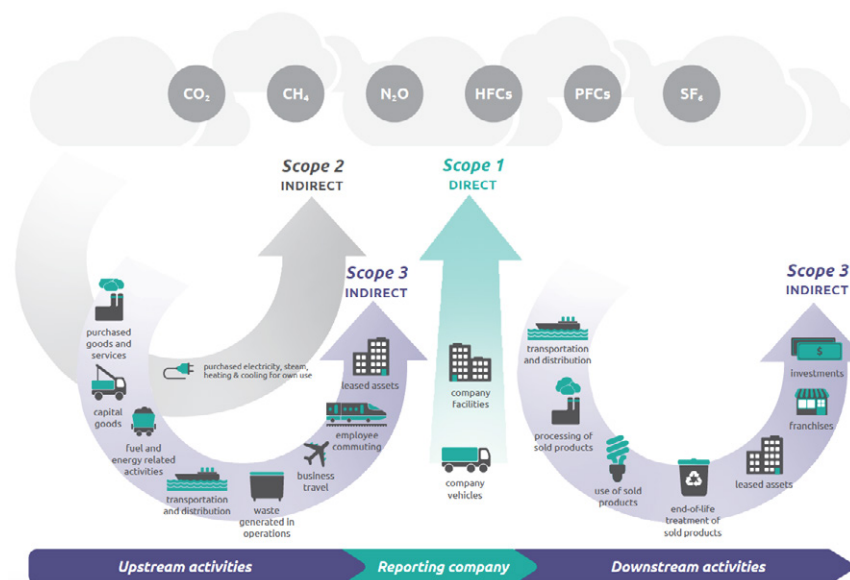 CO₂
CH₄
N₂O
HFCs
PFCs
SF₆
Scope 2
INDIRECT
Scope 1
DIRECT
Scope 3
INDIRECT
Scope 3
INDIRECT
purchased
goods and
services
capital
goods
fuel and
energy related
activities
purchased electricity, steam,
heating & cooling for own use
transportation
and distribution
waste
generated in
operations
business
travel
employee
commuting
leased assets
company
facilities
company
vehicles
transportation
and distribution
processing of
sold products
use of sold
products
end-of-life
treatment of
sold products
leased assets
franchises
investments
$
Upstream activities
Reporting company
Downstream activities